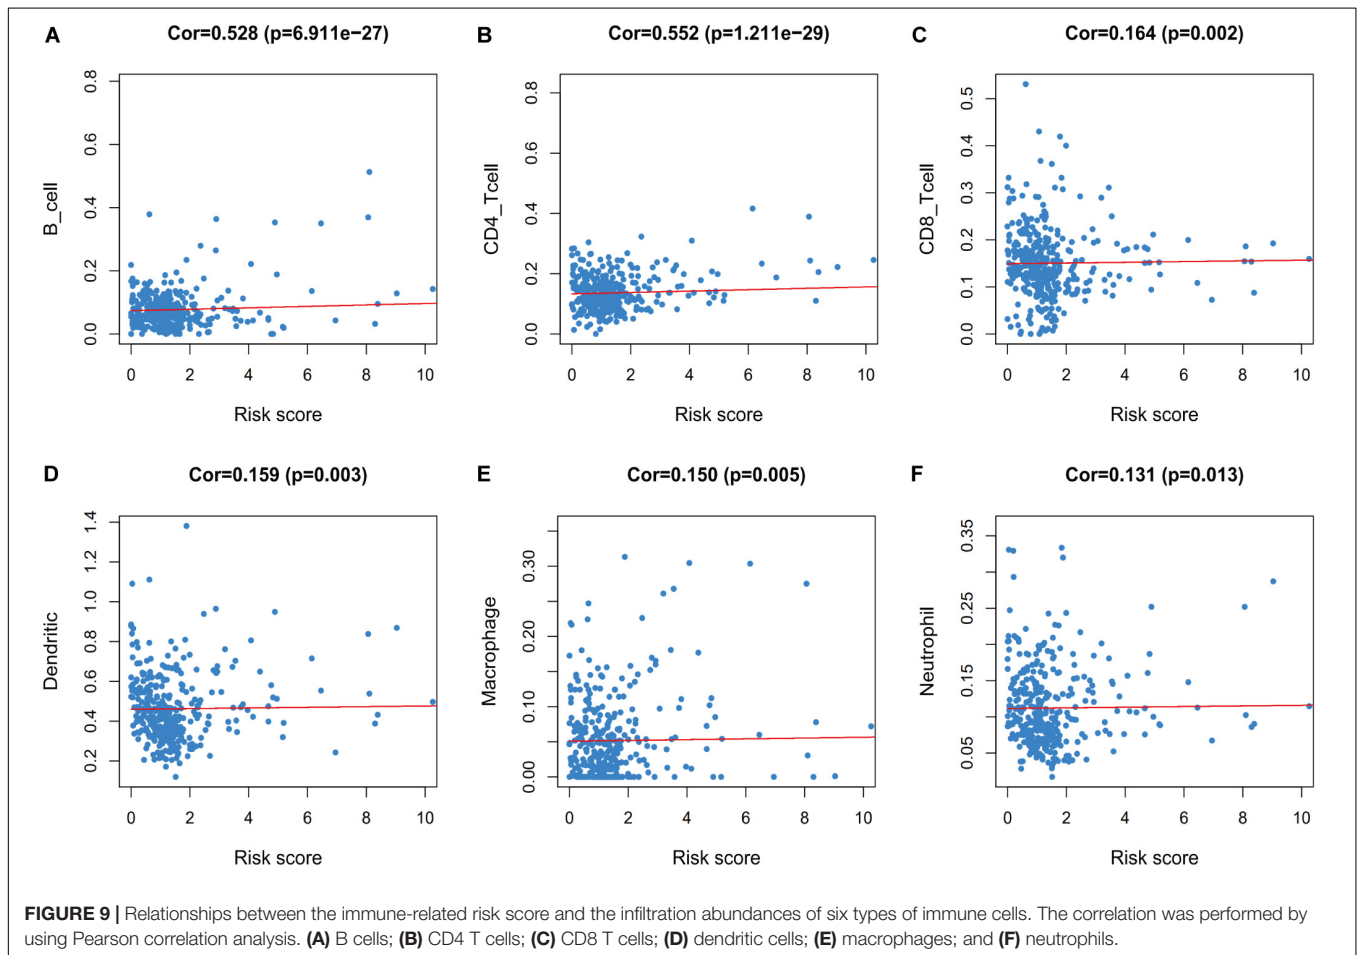 A
Cor=0.528 (p=6.911e−27)
B_cell
0.8
0.6
0.4
0.2
0.0
0 2 4 6 8 10
Risk score
B
Cor=0.552 (p=1.211e−29)
CD4_Tcell
0.8
0.6
0.4
0.2
0.0
0 2 4 6 8 10
Risk score
C
Cor=0.164 (p=0.002)
CD8_Tcell
0.5
0.4
0.3
0.2
0.1
0.0
0 2 4 6 8 10
Risk score
D
Cor=0.159 (p=0.003)
Dendritic
1.4
1.2
1.0
0.8
0.6
0.4
0.2
0 2 4 6 8 10
Risk score
E
Cor=0.150 (p=0.005)
Macrophage
0.30
0.20
0.10
0.00
0 2 4 6 8 10
Risk score
F
Cor=0.131 (p=0.013)
Neutrophil
0.35
0.25
0.15
0.05
0 2 4 6 8 10
Risk score
FIGURE 9 | Relationships between the immune-related risk score and the infiltration abundances of six types of immune cells. The correlation was performed by
using Pearson correlation analysis. (A) B cells; (B) CD4 T cells; (C) CD8 T cells; (D) dendritic cells; (E) macrophages; and (F) neutrophils.